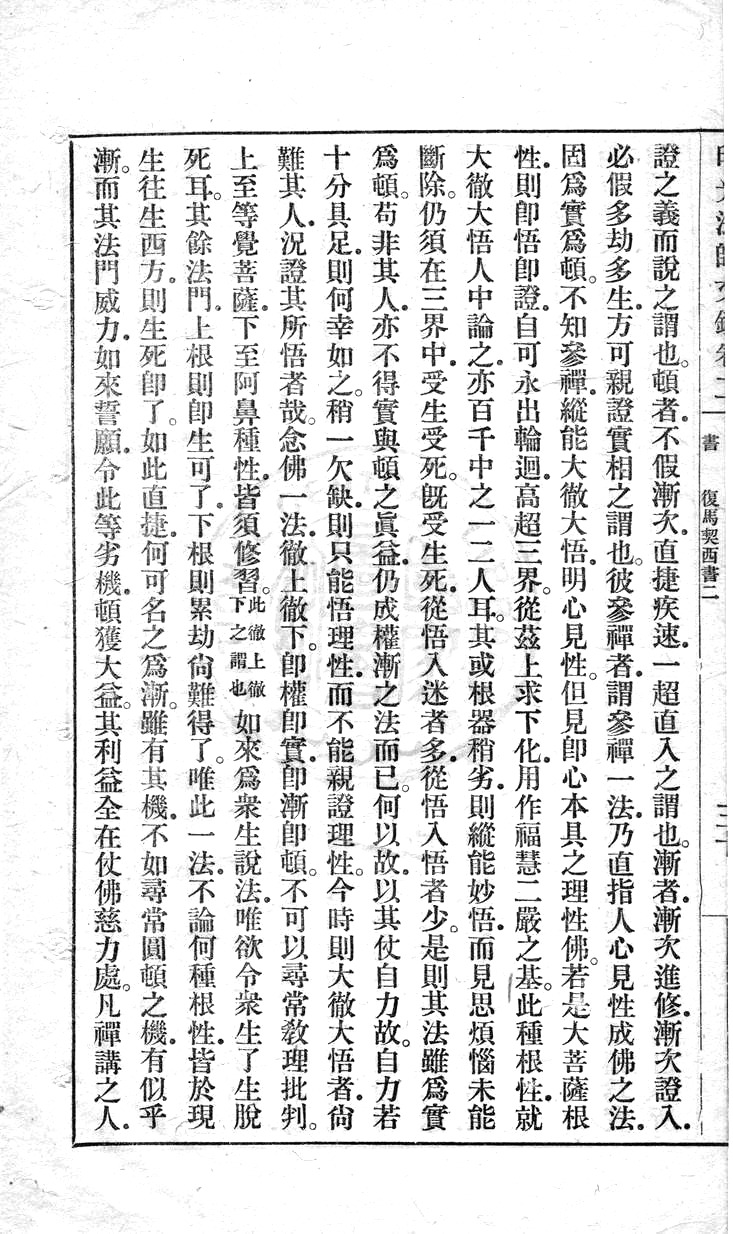 書　復馬契西書二
證之義而說之謂也。頓者.不假漸次.直捷疾速.一超直入之謂也。漸者.漸次進修.漸次證入.
必假多劫多生.方可親證實相之謂也。彼參禪者.謂參禪一法.乃直指人心見性成佛之法.
固爲實爲頓。不知參禪.縱能大徹大悟.明心見性.但見卽心本具之理性佛。若是大菩薩根
性.則卽悟卽證.自可永出輪迴.高超三界.從茲上求下化.用作福慧二嚴之基。此種根性.就
大徹大悟人中論之.亦百千中之一二人耳。其或根器稍劣.則縱能妙悟.而見思煩惱未能
斷除。仍須在三界中.受生受死。旣受生死.從悟入迷者多.從悟入悟者少。是則其法雖爲實
爲頓。苟非其人.亦不得實與頓之眞益.仍成權漸之法而已。何以故.以其仗自力故。自力若
十分具足.則何幸如之。稍一欠缺.則只能悟理性.而不能親證理性。今時則大徹大悟者.尙
難其人.況證其所悟者哉。念佛一法.徹上徹下.卽權卽實.卽漸卽頓.不可以尋常敎理批判。
上至等覺菩薩.下至阿鼻種性.皆須修習。此徹上徹下之謂也如來爲衆生說法.唯欲令衆生了生脫
死耳。其餘法門.上根則卽生可了.下根則累劫尙難得了。唯此一法.不論何種根性.皆於現
生往生西方.則生死卽了。如此直捷.何可名之爲漸。雖有其機.不如尋常圓頓之機.有似乎
漸。而其法門威力.如來誓願.令此等劣機.頓獲大益。其利益全在仗佛慈力處。凡禪講之人.